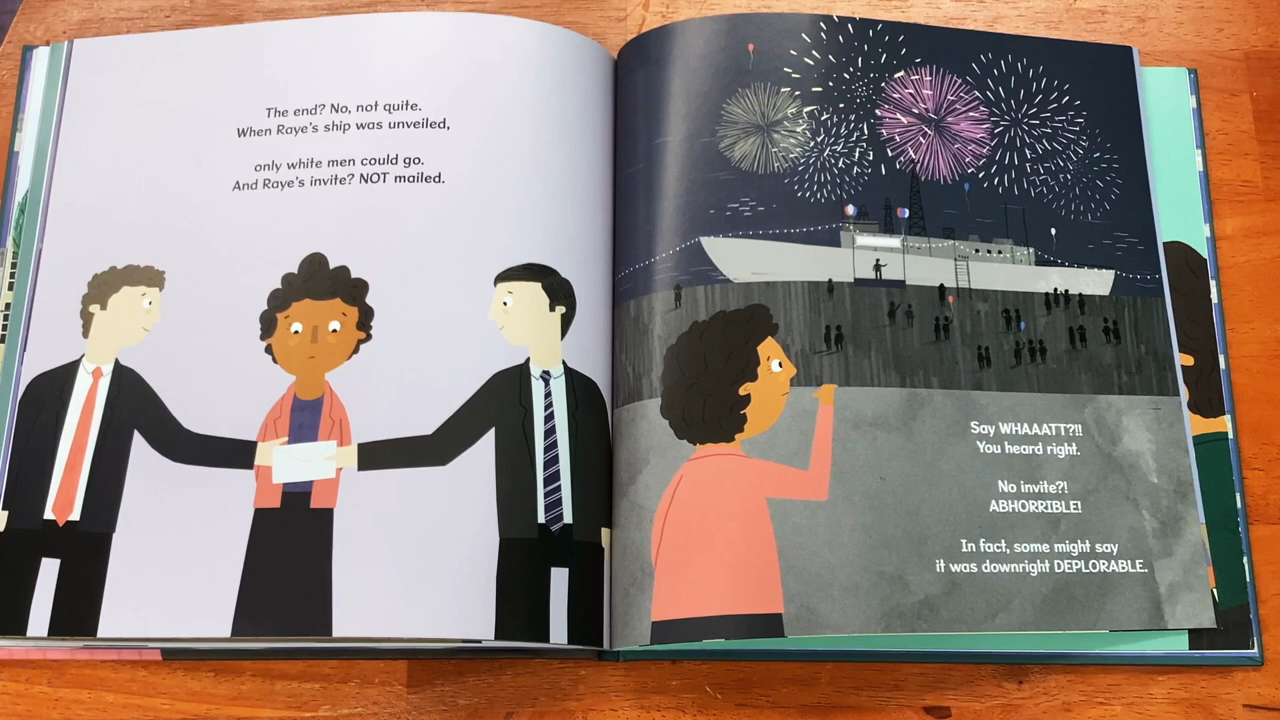 The end? No, not quite.
When Raye's ship was unveiled,
only white men could go.
And Raye's invite? NOT mailed.
Say WHAAATT?!!
You heard right.
No invite?!
ABHORRIBLE!
In fact, some might say
it was downright DEPLORABLE.